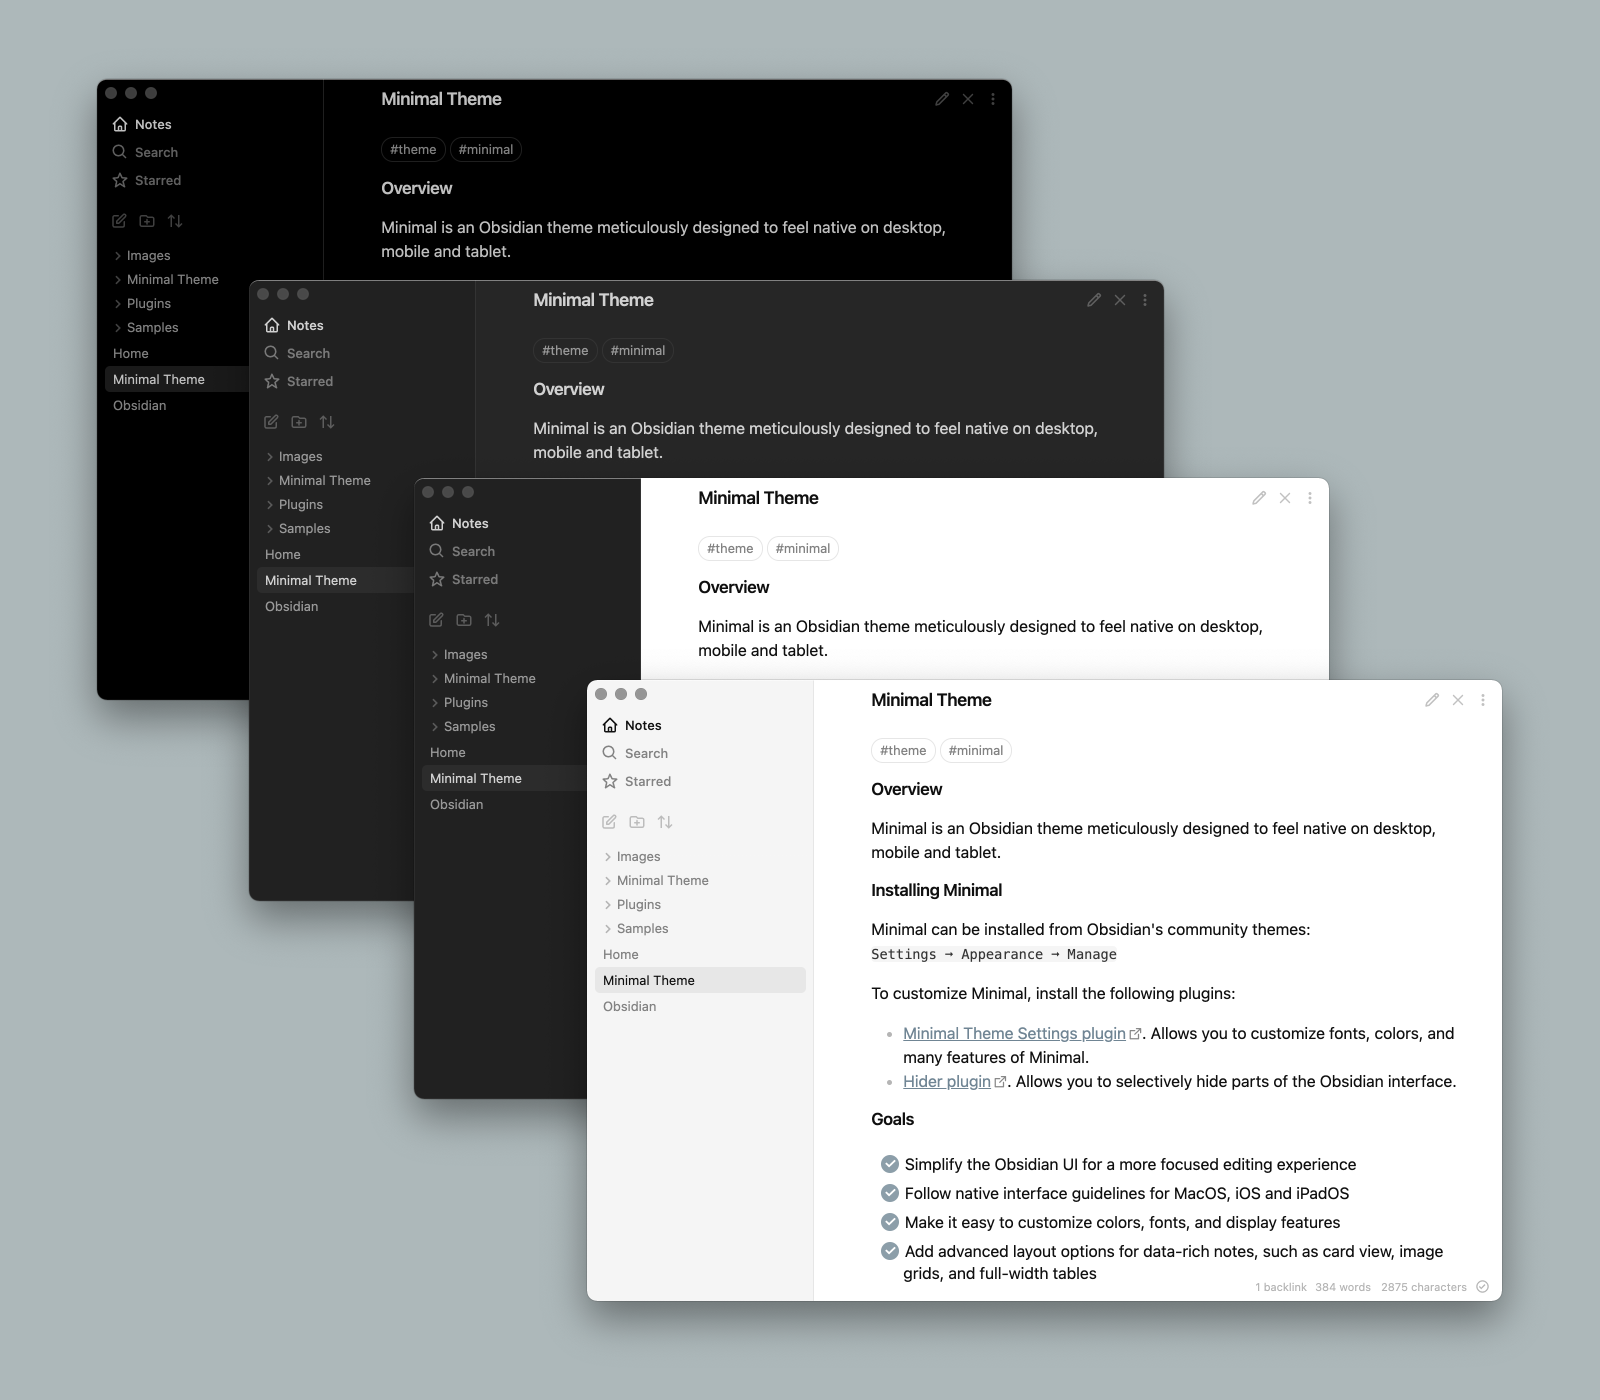 Minimal Theme
Notes
Search
Starred
#theme #minimal
Overview
Minimal is an Obsidian theme meticulously designed to feel native on desktop,
mobile and tablet.
Images
Minimal Theme
Plugins
Samples
Home
Minimal Theme
Obsidian
Minimal Theme
Notes
Search
Starred
#theme #minimal
Overview
Minimal is an Obsidian theme meticulously designed to feel native on desktop,
mobile and tablet.
Images
Minimal Theme
Plugins
Samples
Home
Minimal Theme
Obsidian
Minimal Theme
Notes
Search
Starred
#theme #minimal
Overview
Minimal is an Obsidian theme meticulously designed to feel native on desktop,
mobile and tablet.
Images
Minimal Theme
Plugins
Samples
Home
Minimal Theme
Obsidian
Notes
Search
Starred
Images
Minimal Theme
Plugins
Samples
Home
Minimal Theme
Obsidian
Minimal Theme
#theme #minimal
Overview
Minimal is an Obsidian theme meticulously designed to feel native on desktop,
mobile and tablet.
Installing Minimal
Minimal can be installed from Obsidian's community themes:
Settings → Appearance → Manage
To customize Minimal, install the following plugins:
• Minimal Theme Settings plugin. Allows you to customize fonts, colors, and
many features of Minimal.
• Hider plugin. Allows you to selectively hide parts of the Obsidian interface.
Goals
Simplify the Obsidian UI for a more focused editing experience
Follow native interface guidelines for MacOS, iOS and iPadOS
Make it easy to customize colors, fonts, and display features
Add advanced layout options for data-rich notes, such as card view, image
grids, and full-width tables
1 backlink 384 words 2875 characters